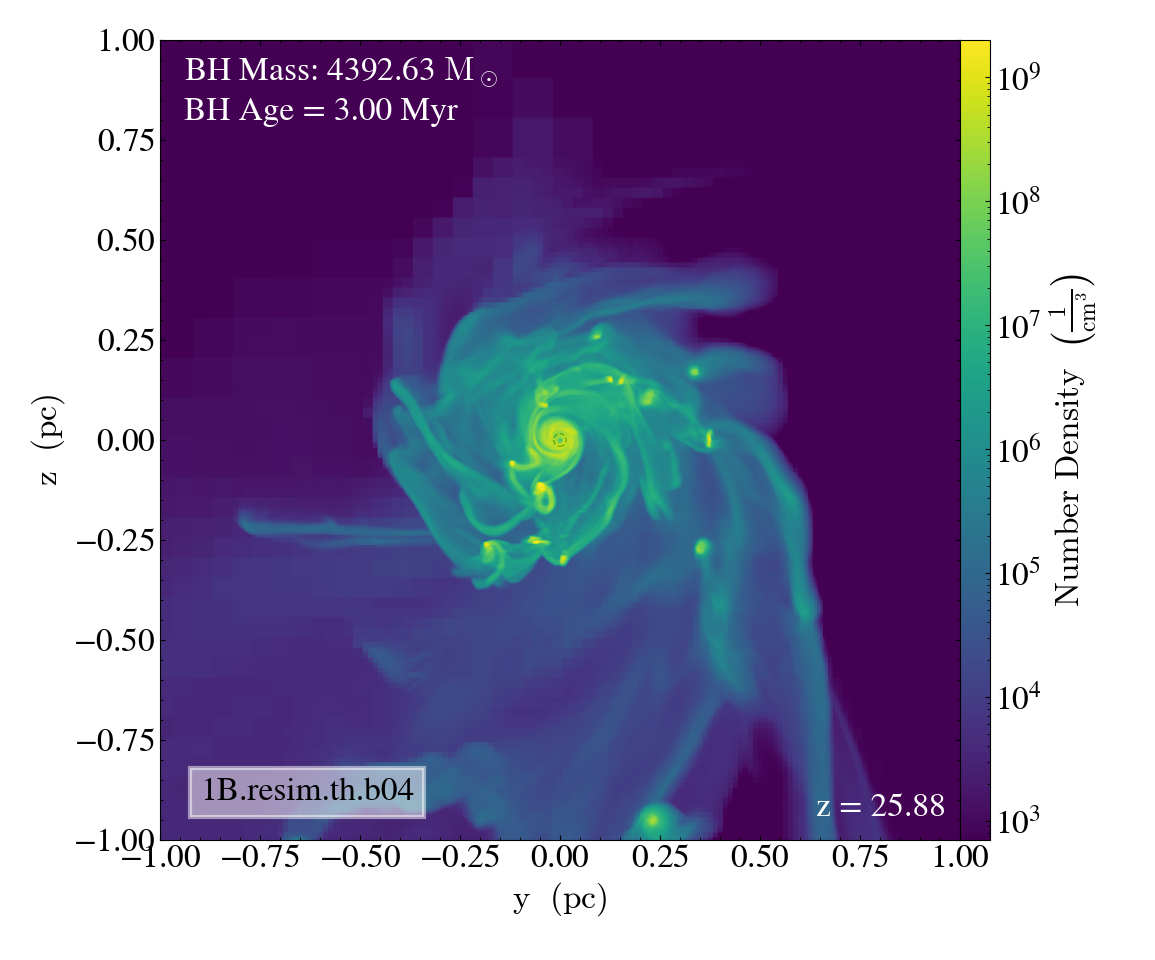 BH Mass: 4392.63 M☉
BH Age = 3.00 Myr
1.00
0.75
0.50
0.25
0.00
−0.25
−0.50
−0.75
−1.00
z (pc)
1B.resim.th.b04
z = 25.88
−1.00 −0.75 −0.50 −0.25 0.00 0.25 0.50 0.75 1.00
y (pc)
10⁹
10⁸
10⁷
10⁶
10⁵
10⁴
10³
Number Density (1/cm³)